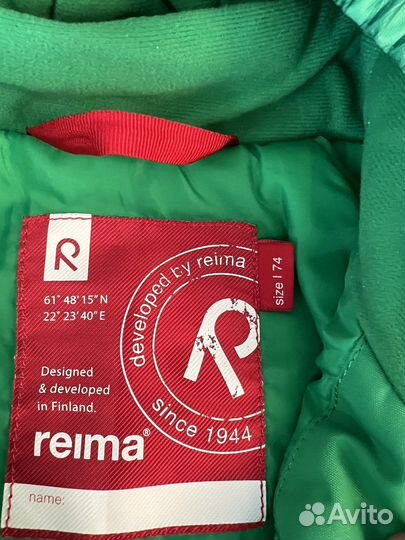 R
61° 48' 15" N
22° 23' 40" E
Designed
& developed
in Finland.
reima®
name:
developed by reima
R
since 1944
size | 74
Avito